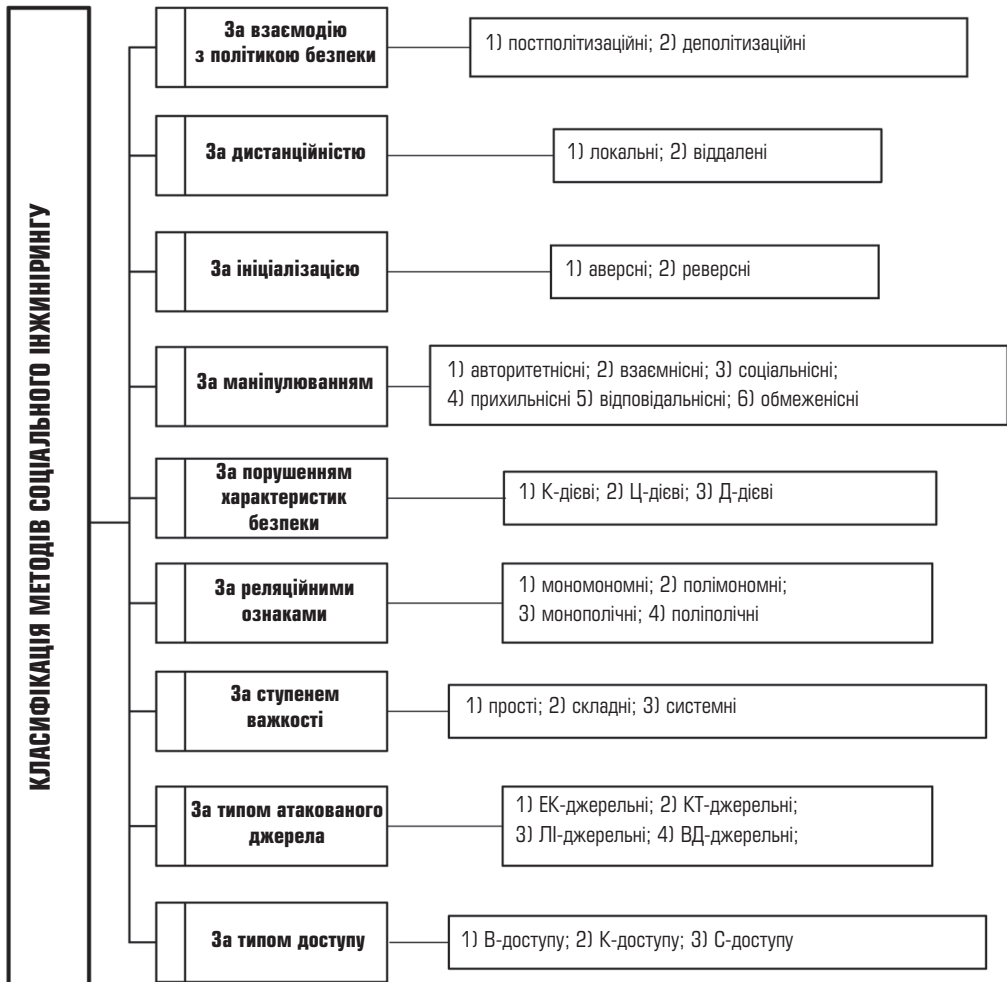 КЛАСИФІКАЦІЯ МЕТОДІВ СОЦІАЛЬНОГО ІНЖИНІРИНГУ
За взаємодію
з політикою безпеки
1) постполітизаційні; 2) деполітизаційні
За дистанційністю
1) локальні; 2) віддалені
За ініціалізацією
1) аверсні; 2) реверсні
За маніпулюванням
1) авторитетнісні; 2) взаємнісні; 3) соціальнісні;
4) прихильнісні 5) відповідальнісні; 6) обмеженісні
За порушенням
характеристик
безпеки
1) К-дієві; 2) Ц-дієві; 3) Д-дієві
За реляційними
ознаками
1) мономономні; 2) полімономні;
3) монополічні; 4) поліполічні
За ступенем
важкості
1) прості; 2) складні; 3) системні
За типом атакованого
джерела
1) ЕК-джерельні; 2) КТ-джерельні;
3) ЛІ-джерельні; 4) ВД-джерельні;
За типом доступу
1) В-доступу; 2) К-доступу; 3) С-доступу